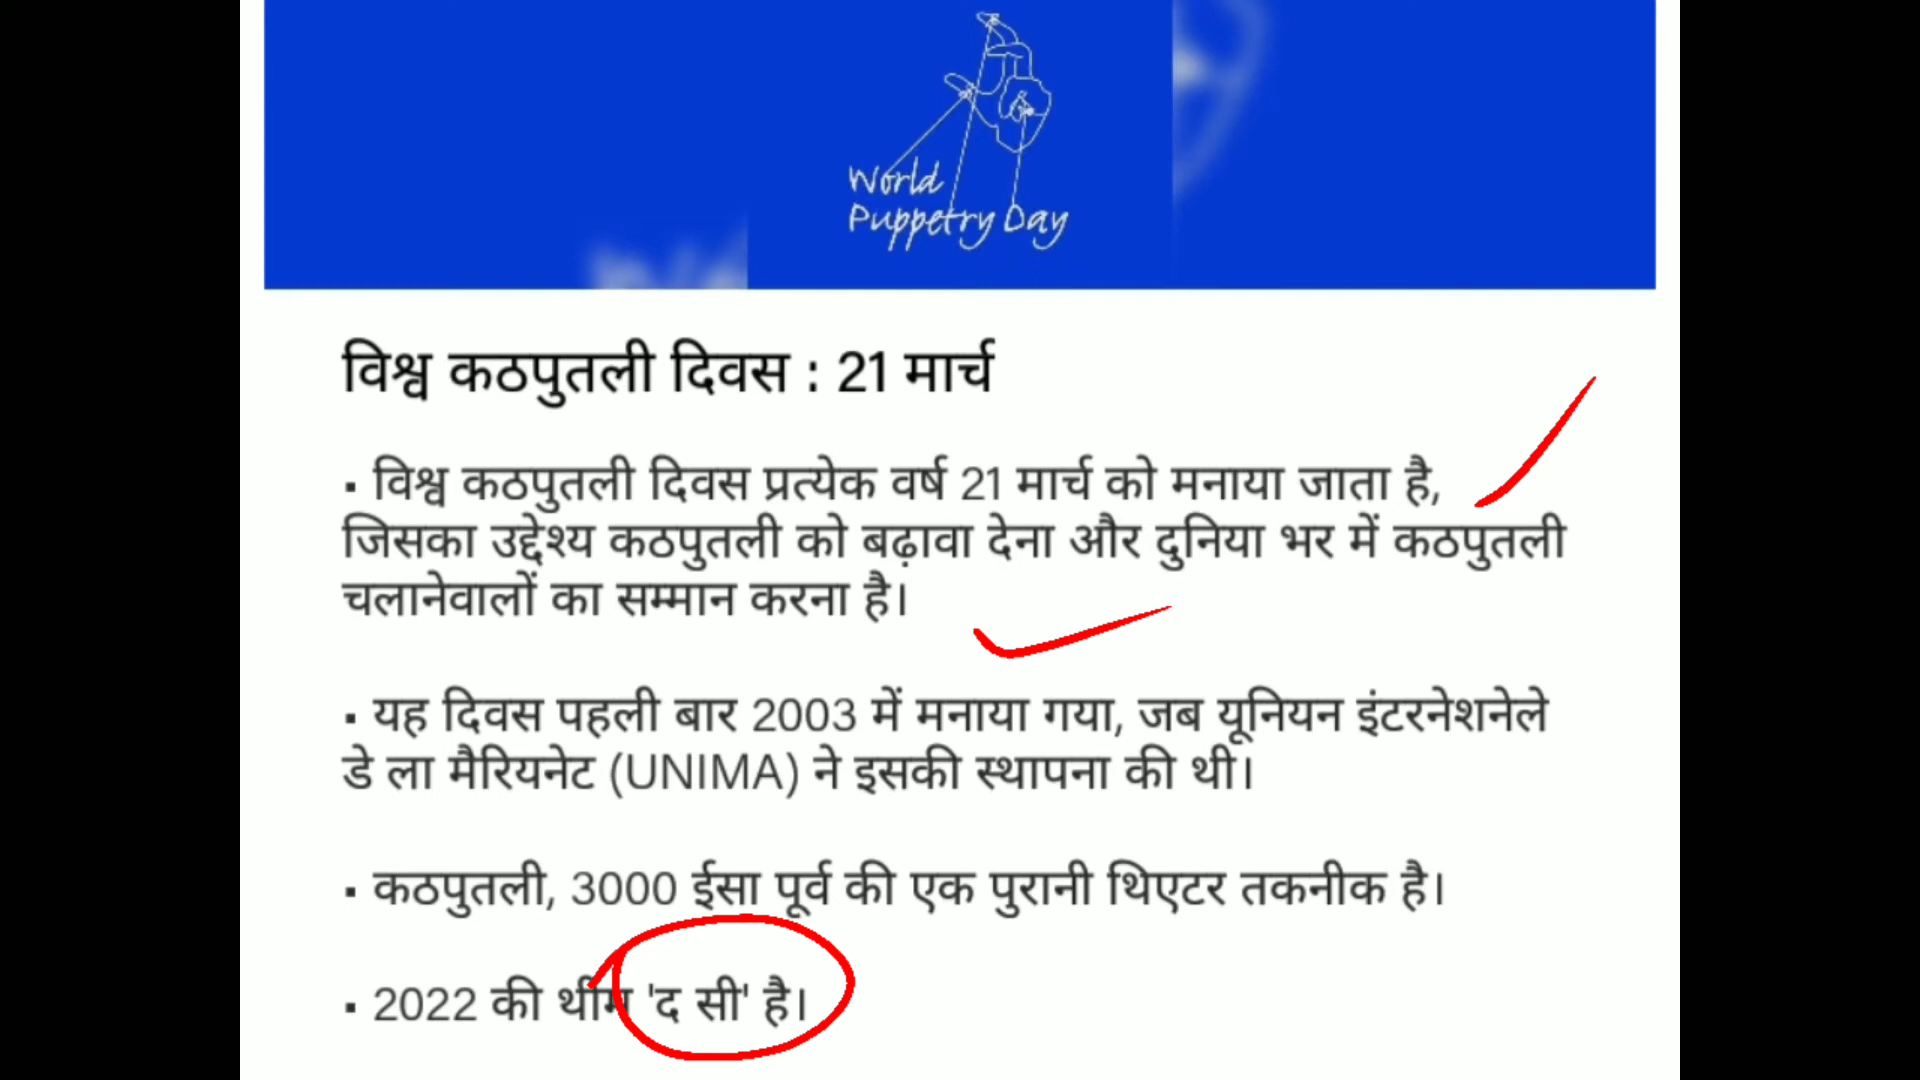 World
Puppetry Day
विश्व कठपुतली दिवस : 21 मार्च
▪ विश्व कठपुतली दिवस प्रत्येक वर्ष 21 मार्च को मनाया जाता है,
जिसका उद्देश्य कठपुतली को बढ़ावा देना और दुनिया भर में कठपुतली
चलानेवालों का सम्मान करना है।
▪ यह दिवस पहली बार 2003 में मनाया गया, जब यूनियन इंटरनेशनेले
डे ला मैरियनेट (UNIMA) ने इसकी स्थापना की थी।
▪ कठपुतली, 3000 ईसा पूर्व की एक पुरानी थिएटर तकनीक है।
▪ 2022 की थीम 'द सी' है।